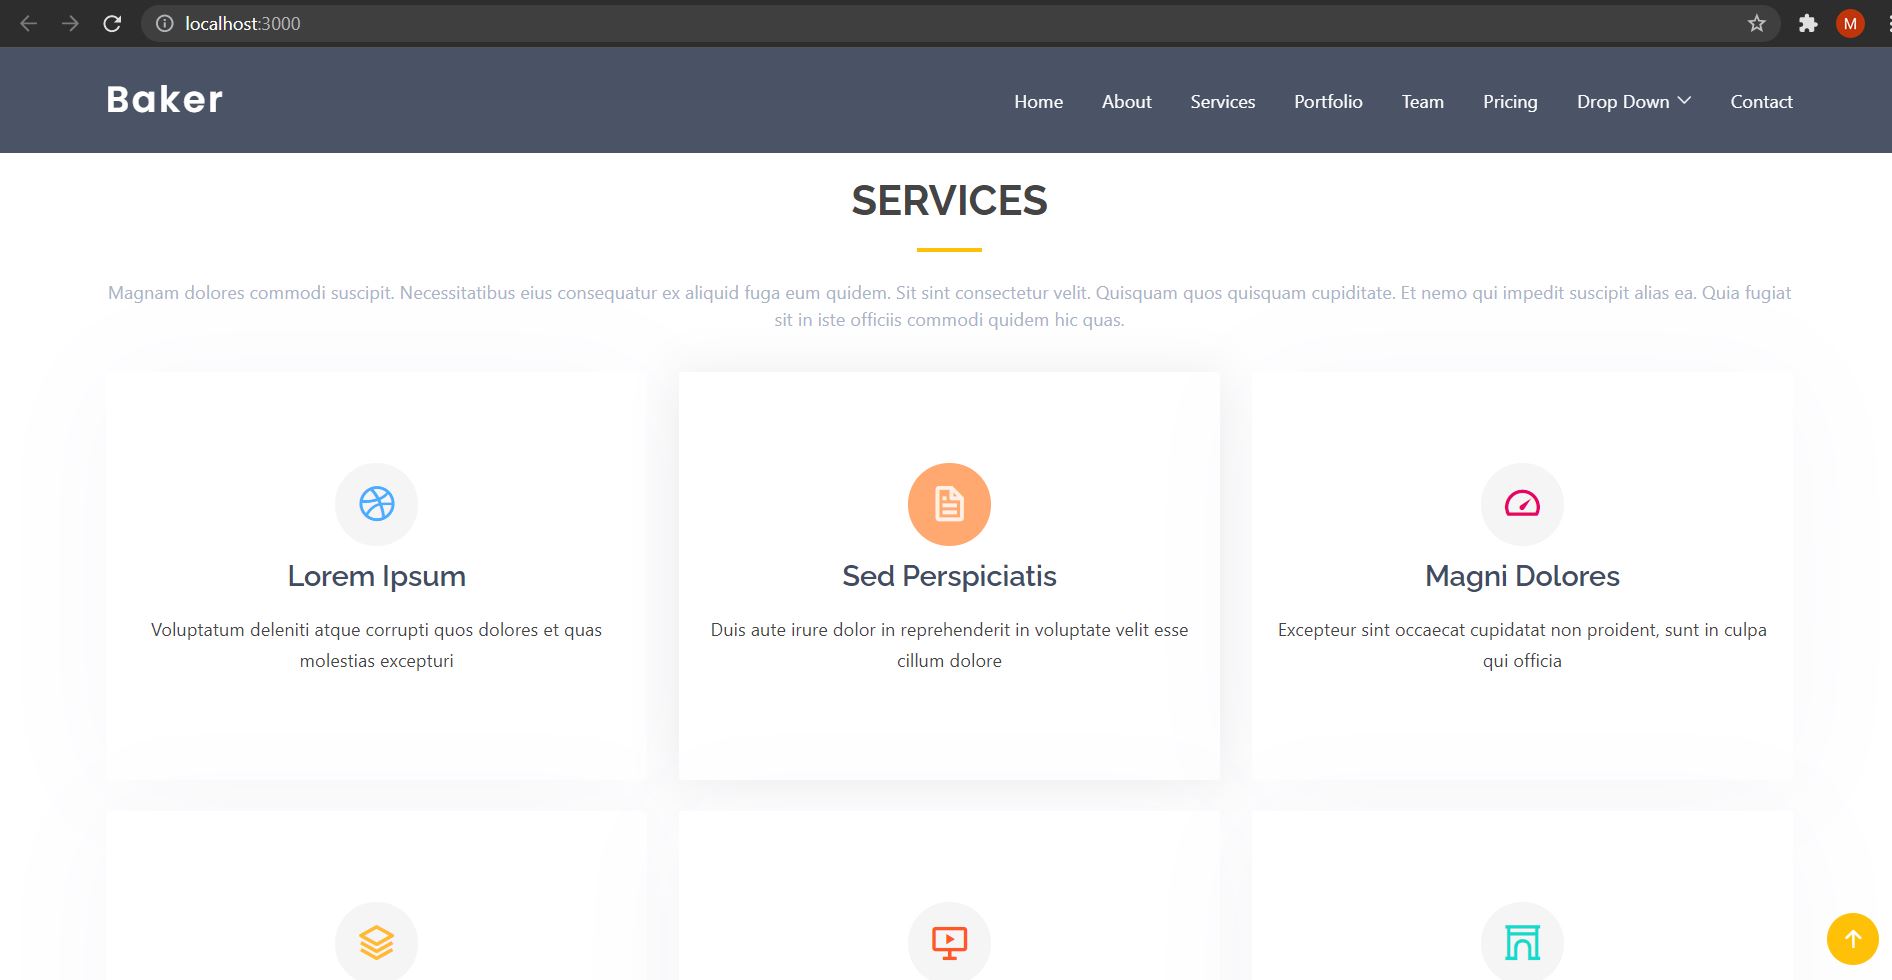 localhost:3000
M
Baker
Home About Services Portfolio Team Pricing Drop Down Contact
SERVICES
Magnam dolores commodi suscipit. Necessitatibus eius consequatur ex aliquid fuga eum quidem. Sit sint consectetur velit. Quisquam quos quisquam cupiditate. Et nemo qui impedit suscipit alias ea. Quia fugiat
sit in iste officiis commodi quidem hic quas.
Lorem Ipsum
Voluptatum deleniti atque corrupti quos dolores et quas
molestias excepturi
Sed Perspiciatis
Duis aute irure dolor in reprehenderit in voluptate velit esse
cillum dolore
Magni Dolores
Excepteur sint occaecat cupidatat non proident, sunt in culpa
qui officia